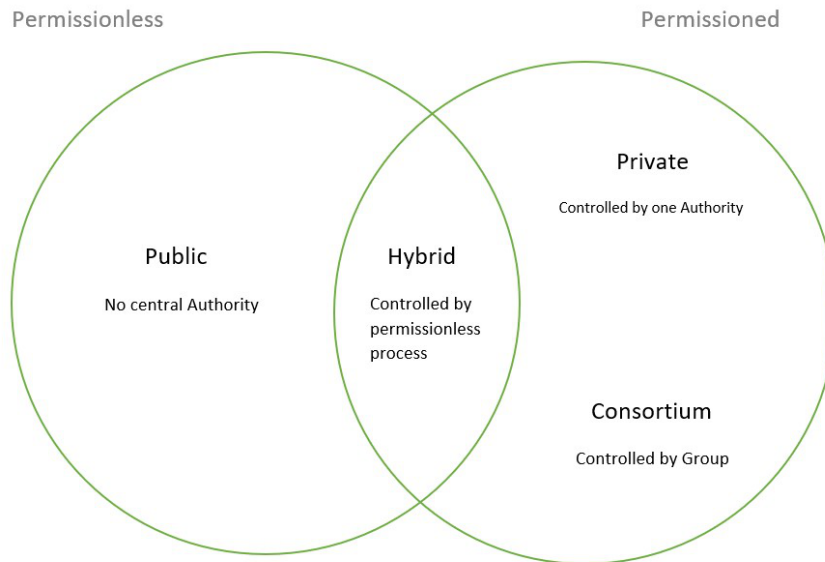 Permissionless
Permissioned
Public
No central Authority
Hybrid
Controlled by
permissionless
process
Private
Controlled by one Authority
Consortium
Controlled by Group